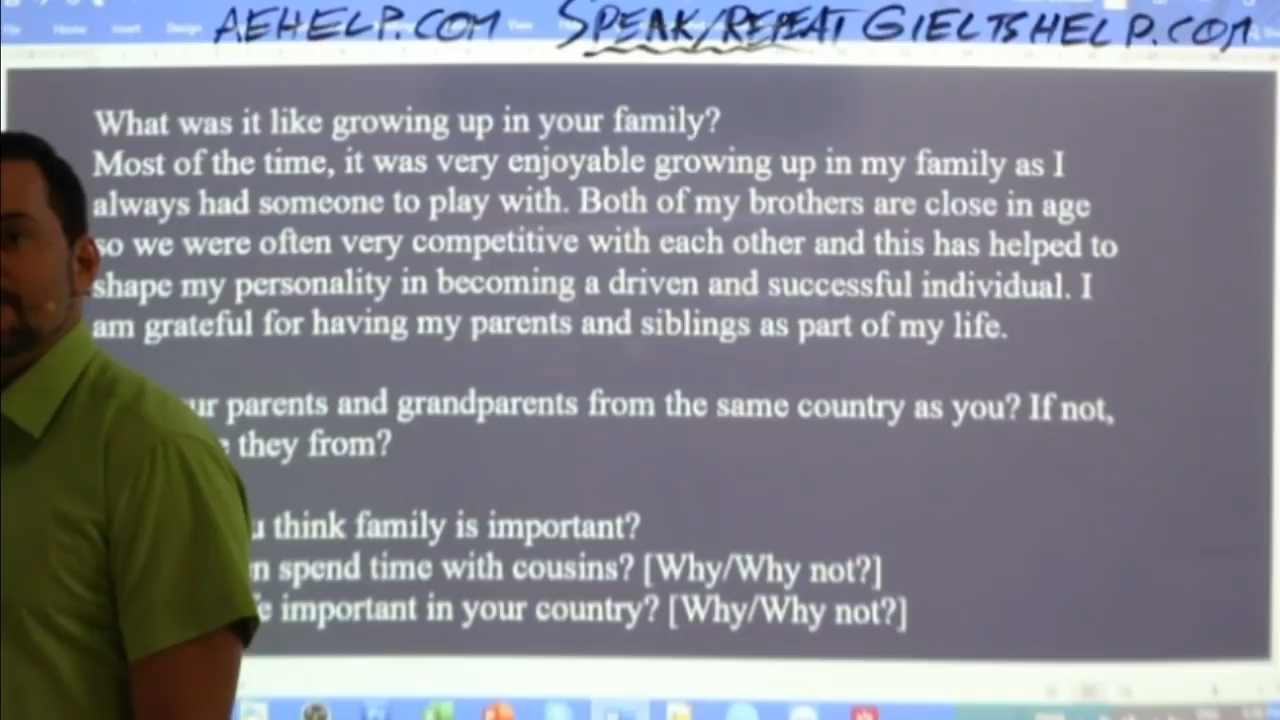 AEHELP.COM SPEAK/REPEAT GIELTSHELP.COM
Home Insert Design View
What was it like growing up in your family?
Most of the time, it was very enjoyable growing up in my family as I
always had someone to play with. Both of my brothers are close in age
so we were often very competitive with each other and this has helped to
shape my personality in becoming a driven and successful individual. I
am grateful for having my parents and siblings as part of my life.
parents and grandparents from the same country as you? If not,
they from?
think family is important?
spend time with cousins? [Why/Why not?]
important in your country? [Why/Why not?]